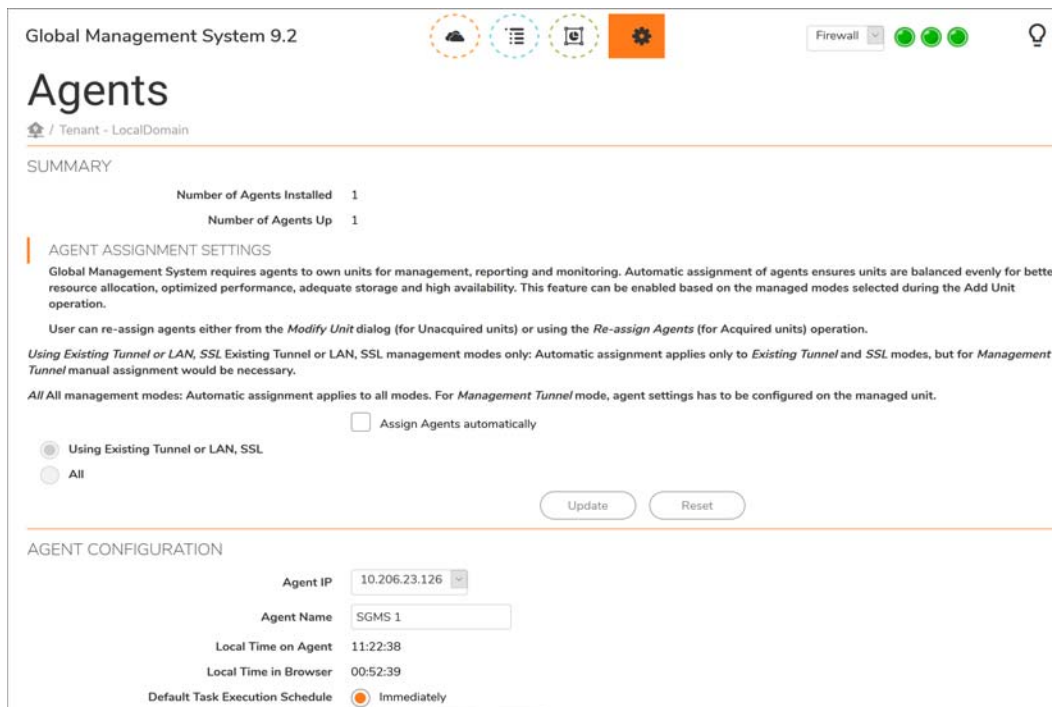 Global Management System 9.2
Firewall
Agents
/ Tenant - LocalDomain
SUMMARY
Number of Agents Installed 1
Number of Agents Up 1
AGENT ASSIGNMENT SETTINGS
Global Management System requires agents to own units for management, reporting and monitoring. Automatic assignment of agents ensures units are balanced evenly for bette
resource allocation, optimized performance, adequate storage and high availability. This feature can be enabled based on the managed modes selected during the Add Unit
operation.
User can re-assign agents either from the Modify Unit dialog (for Unacquired units) or using the Re-assign Agents (for Acquired units) operation.
Using Existing Tunnel or LAN, SSL Existing Tunnel or LAN, SSL management modes only: Automatic assignment applies only to Existing Tunnel and SSL modes, but for Management
Tunnel manual assignment would be necessary.
All All management modes: Automatic assignment applies to all modes. For Management Tunnel mode, agent settings has to be configured on the managed unit.
Assign Agents automatically
Using Existing Tunnel or LAN, SSL
All
Update Reset
AGENT CONFIGURATION
Agent IP 10.206.23.126
Agent Name SGMS 1
Local Time on Agent 11:22:38
Local Time in Browser 00:52:39
Default Task Execution Schedule Immediately